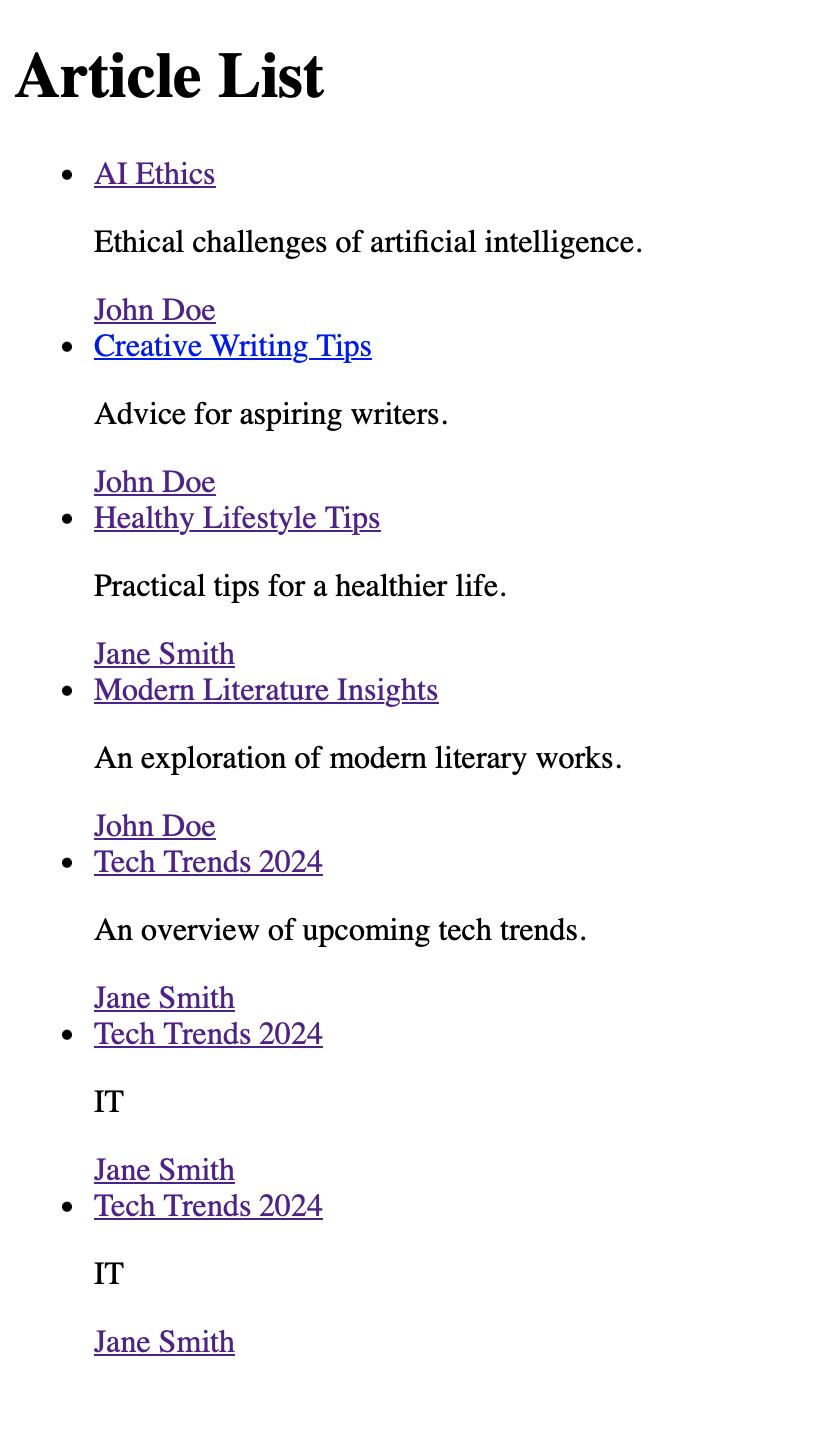 Article List
AI Ethics
Ethical challenges of artificial intelligence.
John Doe
Creative Writing Tips
Advice for aspiring writers.
John Doe
Healthy Lifestyle Tips
Practical tips for a healthier life.
Jane Smith
Modern Literature Insights
An exploration of modern literary works.
John Doe
Tech Trends 2024
An overview of upcoming tech trends.
Jane Smith
Tech Trends 2024
IT
Jane Smith
Tech Trends 2024
IT
Jane Smith